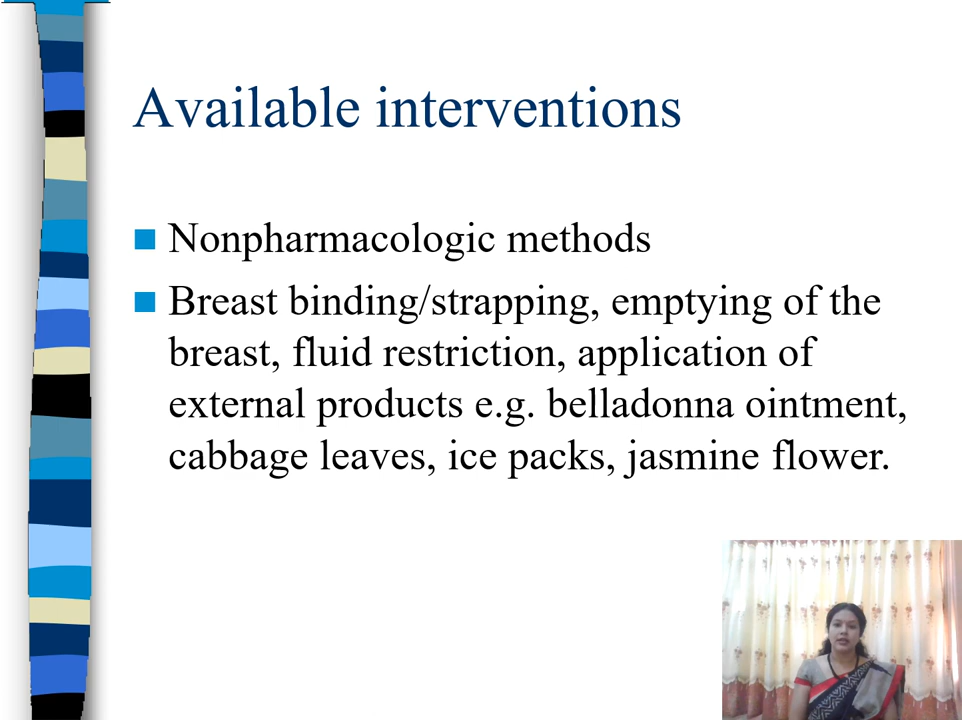 Available interventions
Nonpharmacologic methods
Breast binding/strapping, emptying of the
breast, fluid restriction, application of
external products e.g. belladonna ointment,
cabbage leaves, ice packs, jasmine flower.